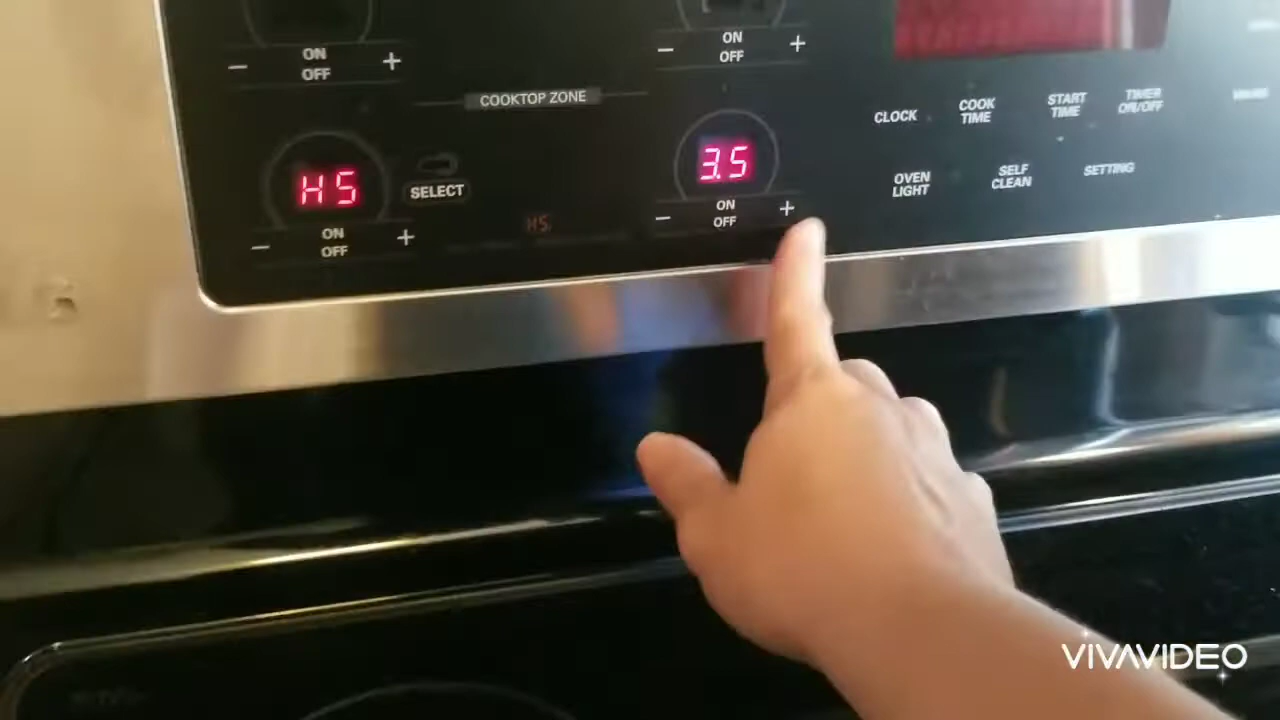 ON
OFF
- +
ON
OFF
- +
COOKTOP ZONE
CLOCK
COOK
TIME
START
TIME
TIMER
ON/OFF
H5
SELECT
3.5
OVEN
LIGHT
SELF
CLEAN
SETTING
ON
OFF
- +
HS
ON
OFF
- +
VIVAVIDEO